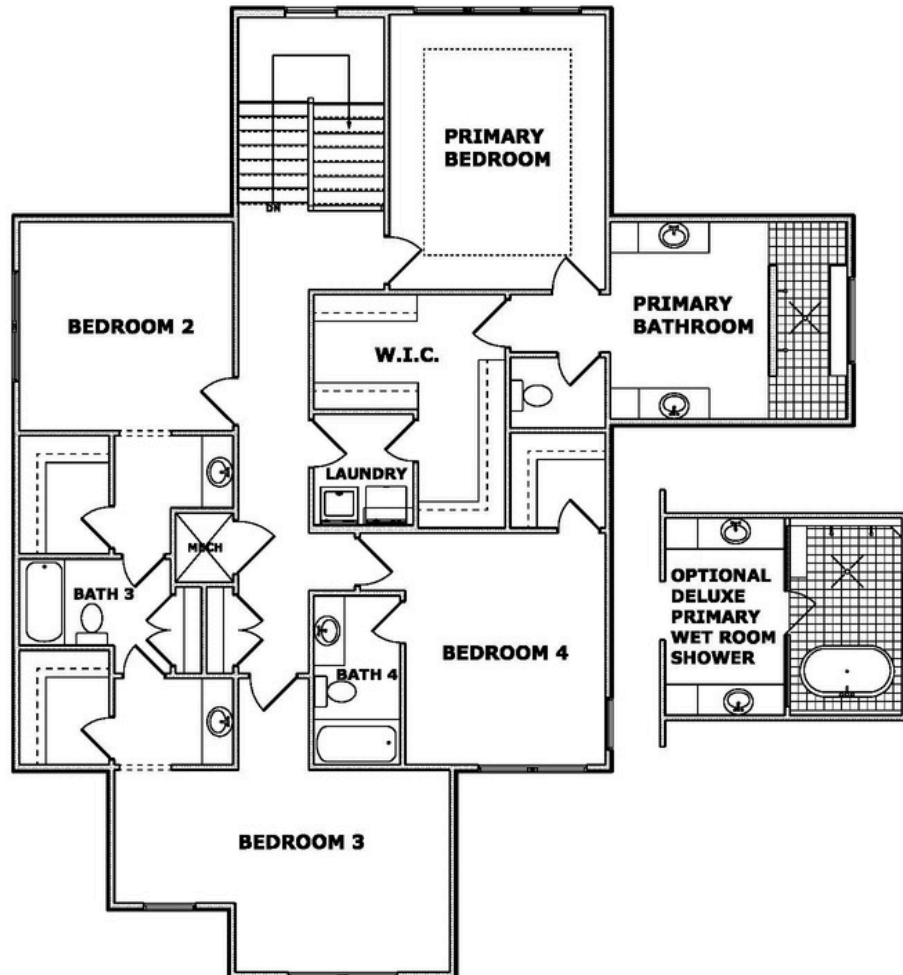 PRIMARY
BEDROOM
DN
BEDROOM 2
PRIMARY
BATHROOM
W.I.C.
LAUNDRY
MECH
BATH 3
OPTIONAL
DELUXE
PRIMARY
WET ROOM
SHOWER
BEDROOM 4
BATH 4
BEDROOM 3